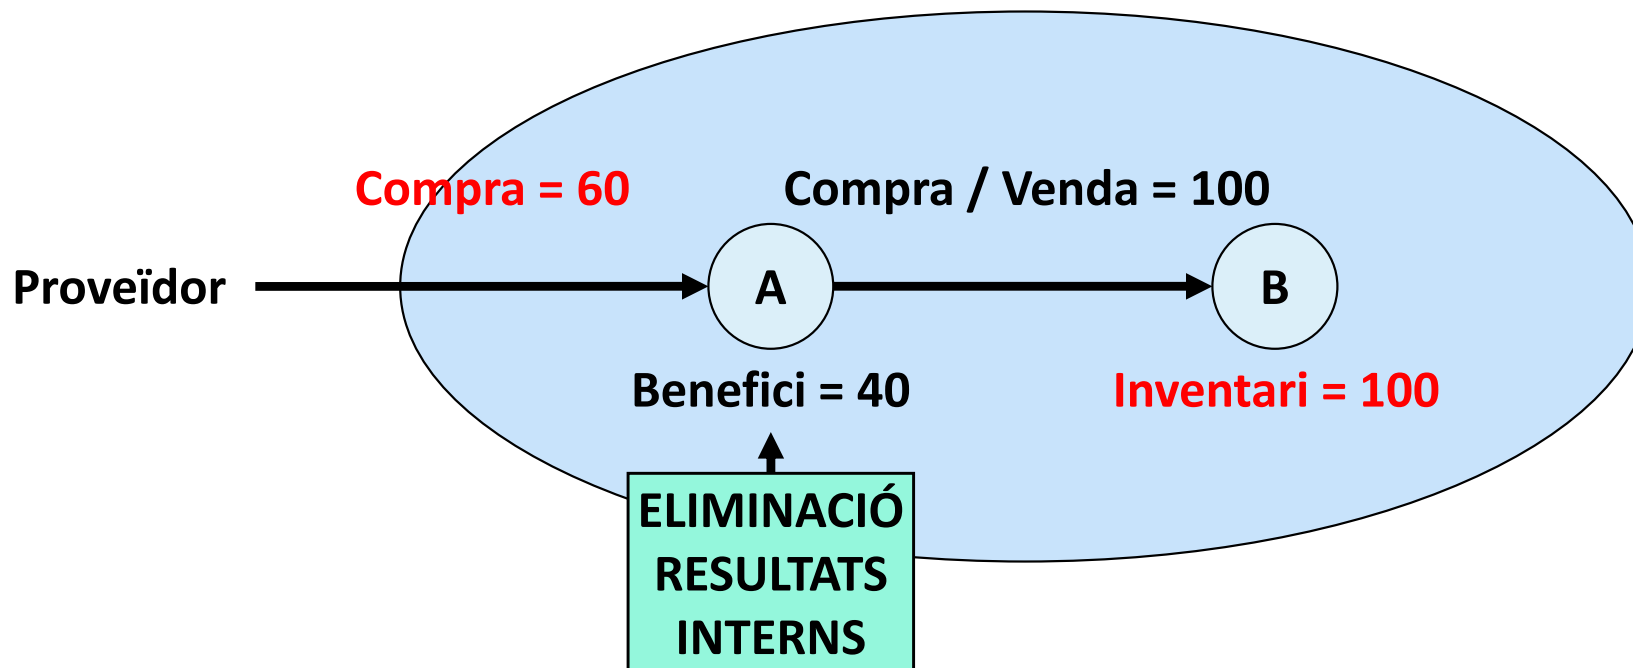 Compra = 60
Compra / Venda = 100
Proveïdor
A
B
Benefici = 40
Inventari = 100
ELIMINACIÓ
RESULTATS
INTERNS